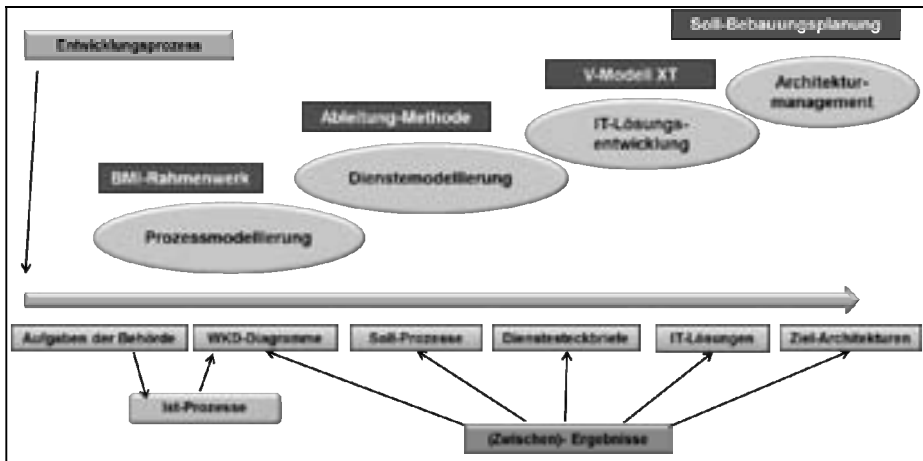 Soll-Bebauungsplanung
Entwicklungsprozess
V-Modell XT
Architektur-
management
Ableitung-Methode
IT-Lösungs-
entwicklung
BMI-Rahmenwerk
Dienstemodellierung
Prozessmodellierung
Aufgaben der Behörde
WKD-Diagramme
Soll-Prozesse
Dienstesteckbriefe
IT-Lösungen
Ziel-Architekturen
Ist-Prozesse
(Zwischen)- Ergebnisse